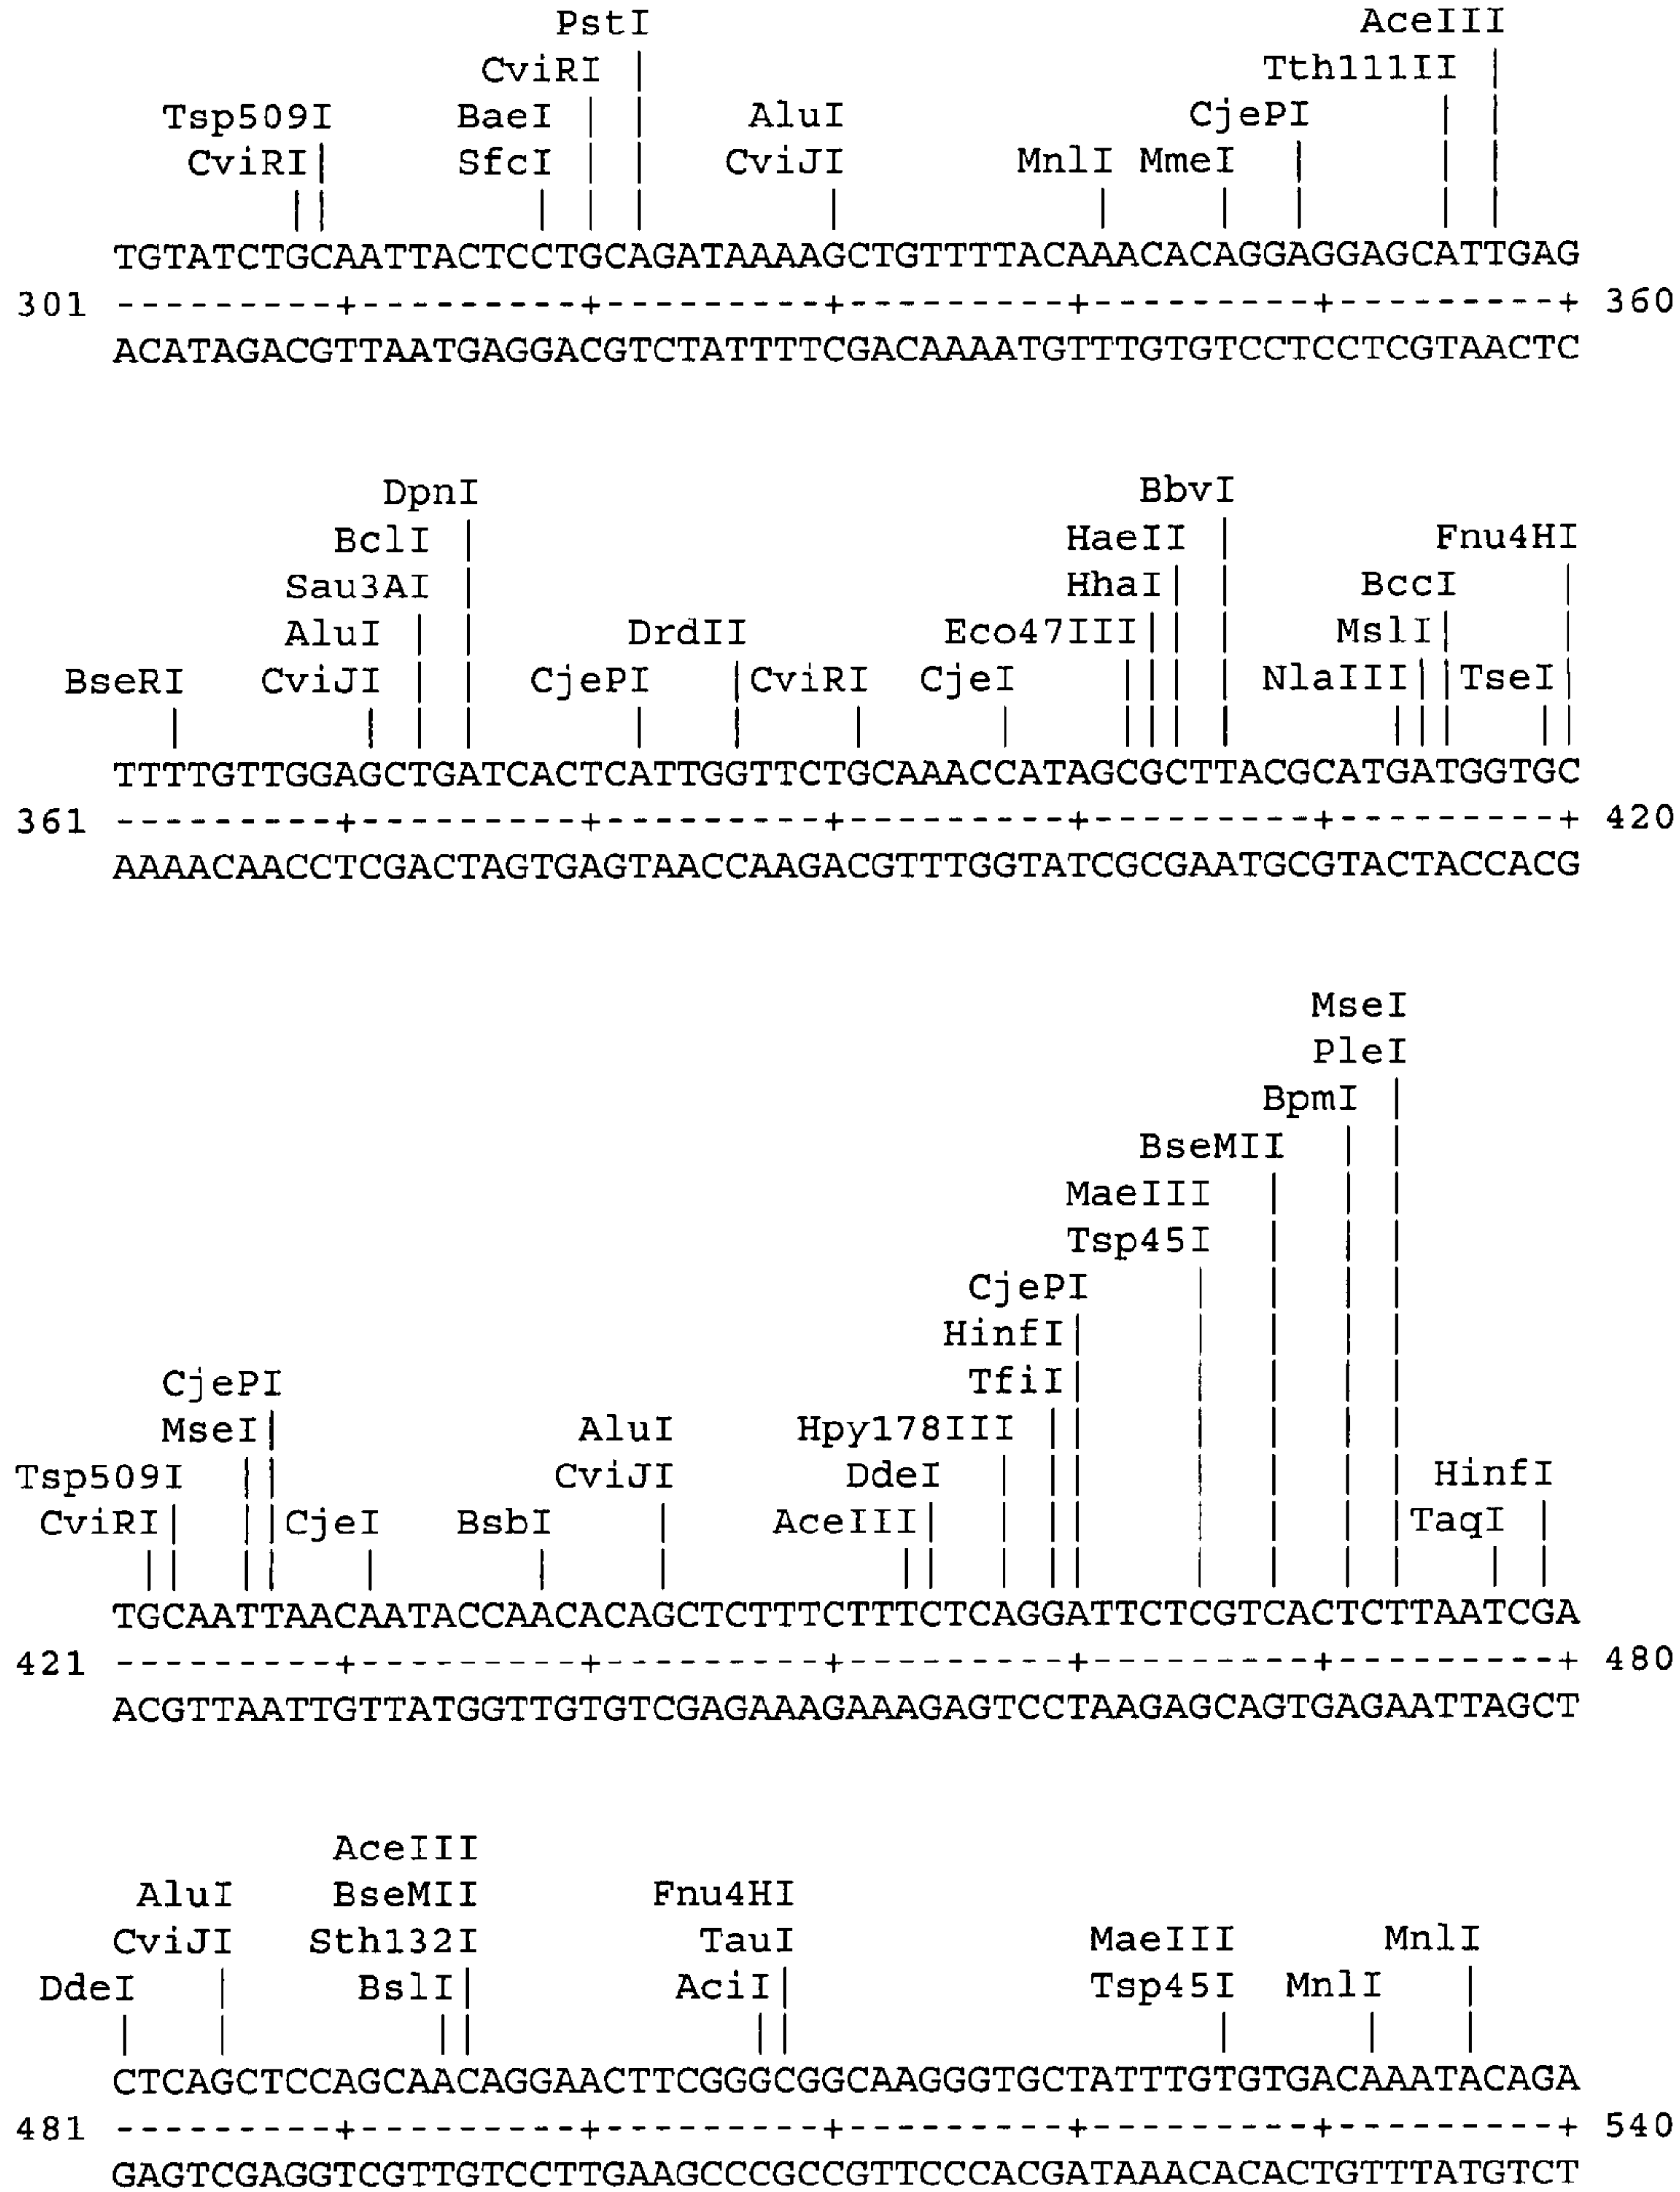 PstI AceIII
CviRI | Tth111II |
Tsp509I BaeI | | AluI CjePI | |
CviRI| SfcI | | CviJI MnlI MmeI | | |
|| | | | | | | | | |
TGTATCTGCAATTACTCCTGCAGATAAAAGCTGTTTTACAAACACAGGAGGAGCATTGAG
301 ---------+---------+---------+---------+---------+---------+ 360
ACATAGACGTTAATGAGGACGTCTATTTTCGACAAAATGTTTGTGTCCTCCTCGTAACTC
DpnI BbvI
BclI | HaeII | Fnu4HI
Sau3AI | HhaI| | BccI |
AluI | | DrdII Eco47III|| | MslI| |
BseRI CviJI | | CjePI |CviRI CjeI ||| | NlaIII|| TseI|
| | | | | | | | ||| | ||| ||
TTTTGTTGGAGCTGATCACTCATTGGTTCTGCAAACCATAGCGCTTACGCATGATGGTGC
361 ---------+---------+---------+---------+---------+---------+ 420
AAAACAACCTCGACTAGTGAGTAACCAAGACGTTTGGTATCGCGAATGCGTACTACCACG
MseI
PleI
BpmI |
BseMII | |
MaeIII | | |
Tsp45I | | |
CjePI | | | |
HinfI| | | | |
CjePI TfiI| | | | |
MseI| AluI Hpy178III || | | | |
Tsp509I || CviJI DdeI | || | | | | HinfI
CviRI| ||CjeI BsbI | AceIII| | || | | | |TaqI |
|| || | | | || | || | | | | | |
TGCAATTAACAATACCAACACAGCTCTTTCTTTCTCAGGATTCTCGTCACTCTTAATCGA
421 ---------+---------+---------+---------+---------+---------+ 480
ACGTTAATTGTTATGGTTGTGTCGAGAAAGAAAGAGTCCTAAGAGCAGTGAGAATTAGCT
AceIII
AluI BseMII Fnu4HI
CviJI Sth132I TauI MaeIII MnlI
DdeI | BslI| AciI| Tsp45I MnlI |
| | || || | | |
CTCAGCTCCAGCAACAGGAACTTCGGGCGGCAAGGGTGCTATTTGTGTGACAAATACAGA
481 ---------+---------+---------+---------+---------+---------+ 540
GAGTCGAGGTCGTTGTCCTTGAAGCCCGCCGTTCCCACGATAAACACACTGTTTATGTCT